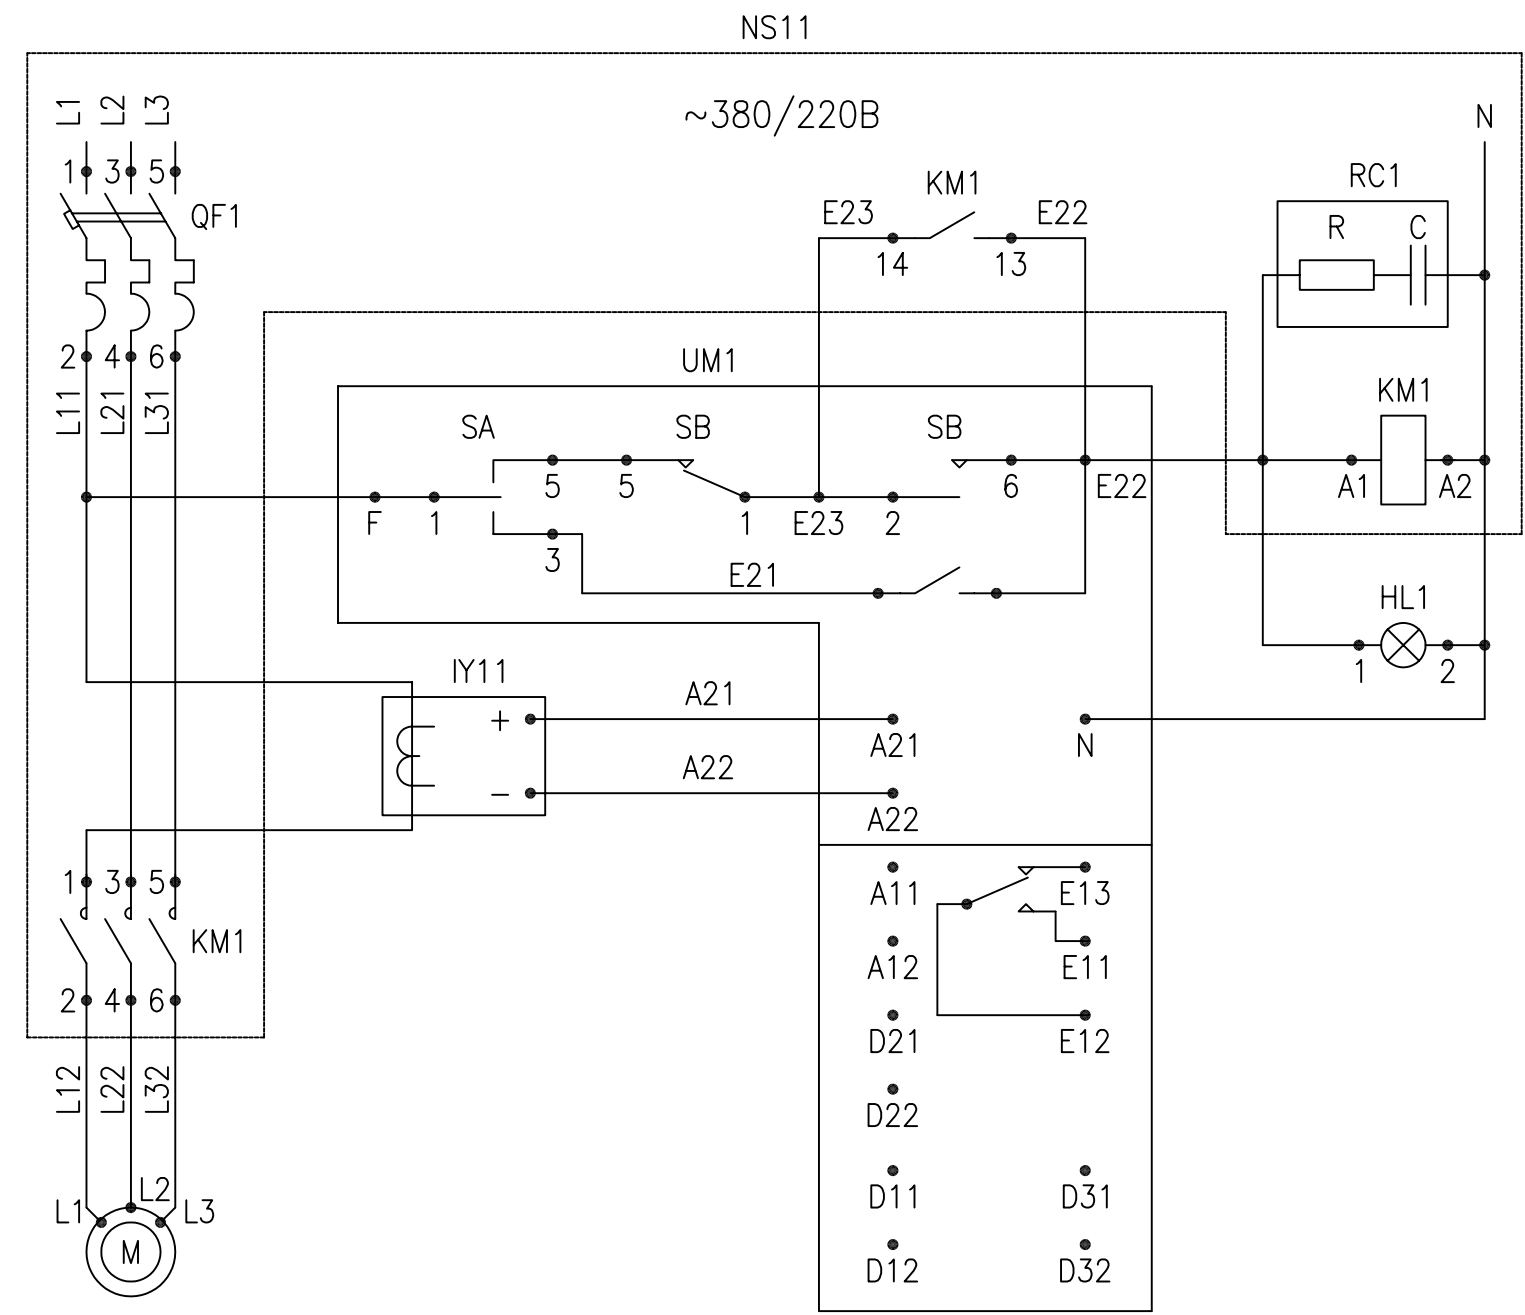 NS11
L1 L2 L3
~380/220В
N
1 3 5
QF1
KM1
RC1
E23 E22
R C
14 13
2 4 6
L11 L21 L31
UM1
KM1
SA SB SB
5 5 6 E22 A1 A2
F 1 1 E23 2
3
E21
HL1
1 2
IY11
+ A21 A21 N
− A22 A22
1 3 5
KM1
A11 E13
A12 E11
2 4 6
D21 E12
L12 L22 L32
D22
L1 L2 L3
D11 D31
M
D12 D32